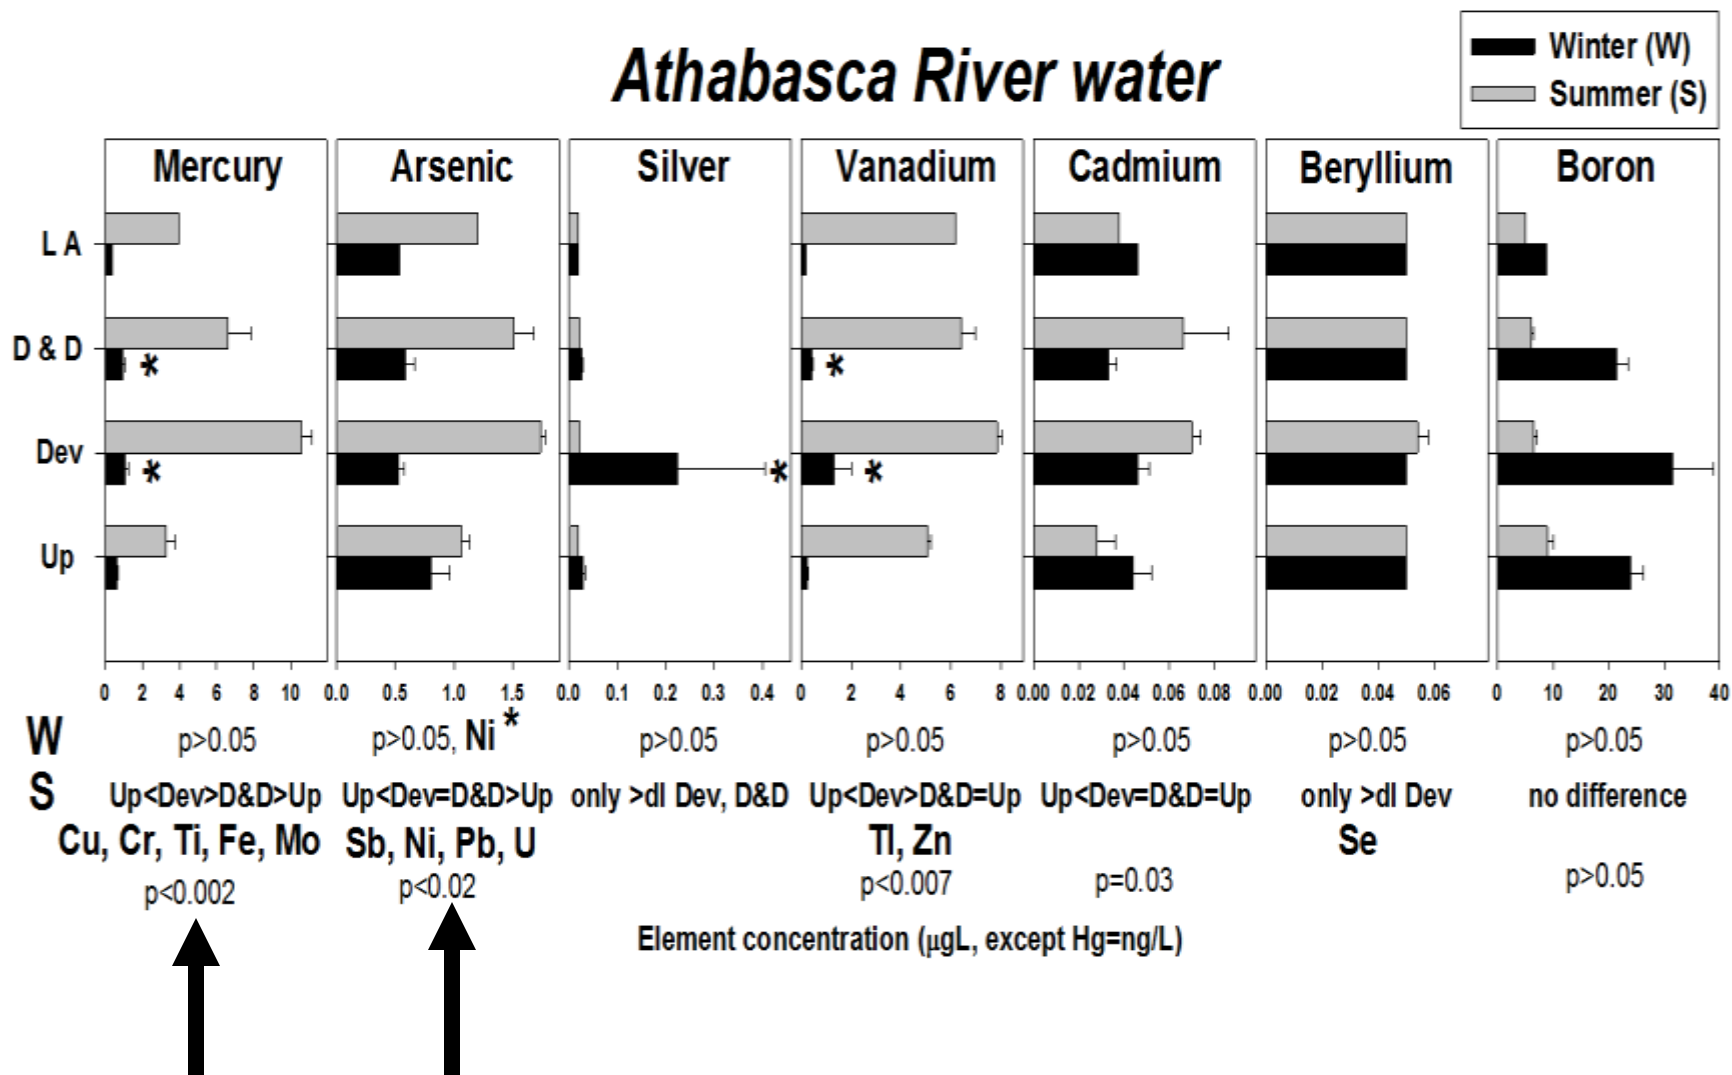 Winter (W)
Summer (S)
Athabasca River water
Mercury Arsenic Silver Vanadium Cadmium Beryllium Boron
L A
D & D
*
*
Dev
*
*
*
Up
0 2 4 6 8 10 0.0 0.5 1.0 1.5 0.0 0.1 0.2 0.3 0.4 0 2 4 6 8 0.00 0.02 0.04 0.06 0.08 0.00 0.02 0.04 0.06 0 10 20 30 40
W p>0.05 p>0.05, Ni * p>0.05 p>0.05 p>0.05 p>0.05 p>0.05
S Up<Dev>D&D>Up Up<Dev=D&D>Up only >dl Dev, D&D Up<Dev>D&D=Up Up<Dev=D&D=Up only >dl Dev no difference
Cu, Cr, Ti, Fe, Mo Sb, Ni, Pb, U Tl, Zn Se
p<0.002 p<0.02 p<0.007 p=0.03 p>0.05
Element concentration (µgL, except Hg=ng/L)